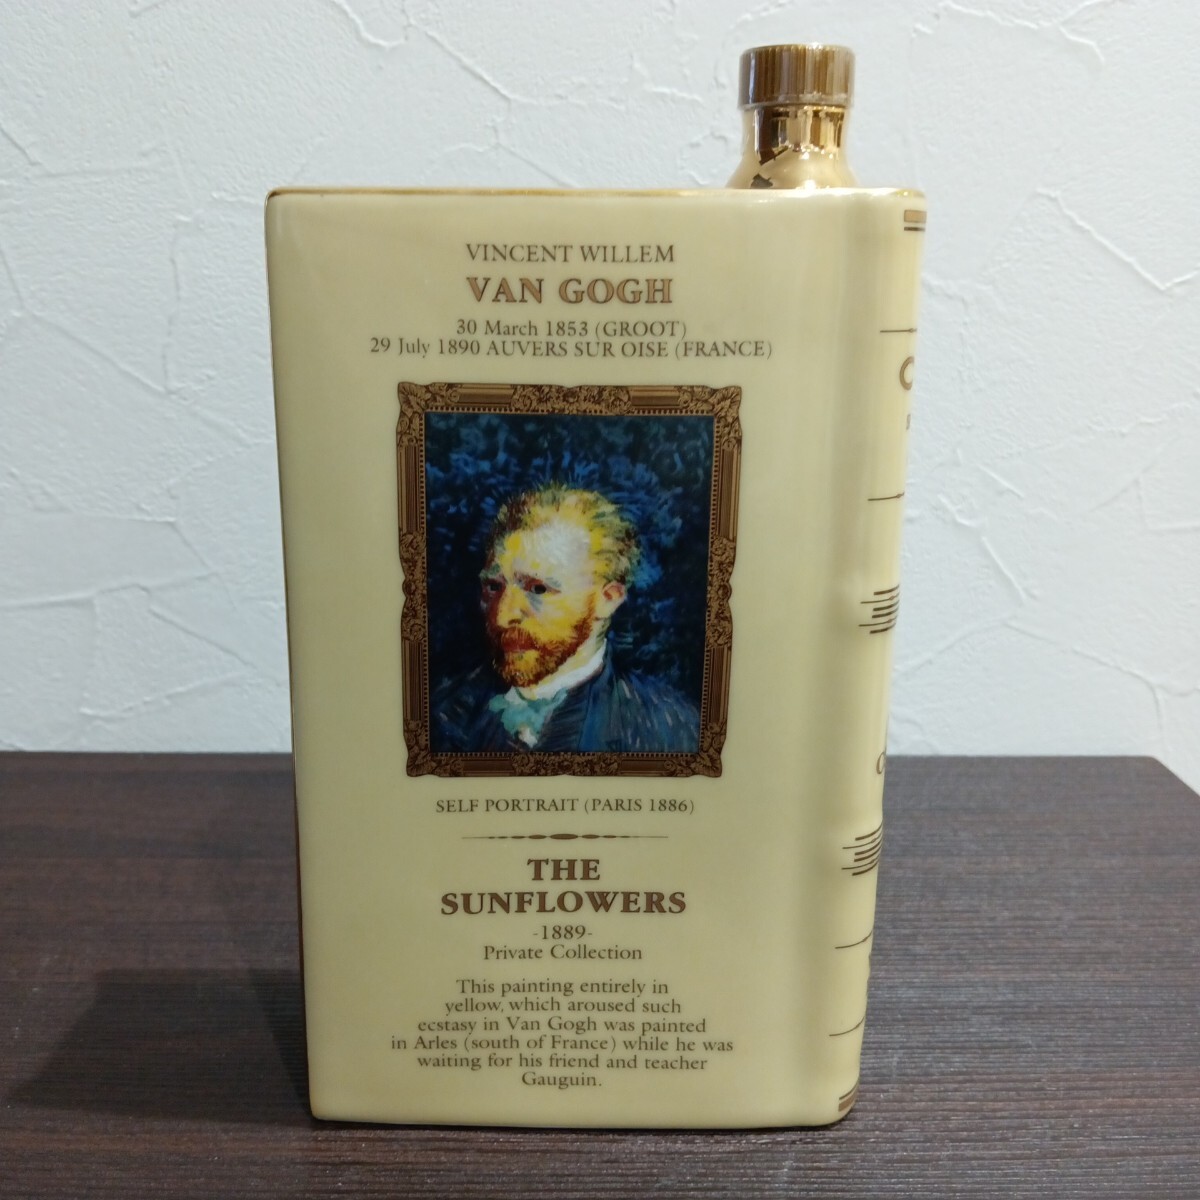 VINCENT WILLEM
VAN GOGH
30 March 1853 (GROOT)
29 July 1890 AUVERS SUR OISE (FRANCE)
SELF PORTRAIT (PARIS 1886)
THE
SUNFLOWERS
-1889-
Private Collection
This painting entirely in
yellow, which aroused such
ecstasy in Van Gogh was painted
in Arles (south of France) while he was
waiting for his friend and teacher
Gauguin.